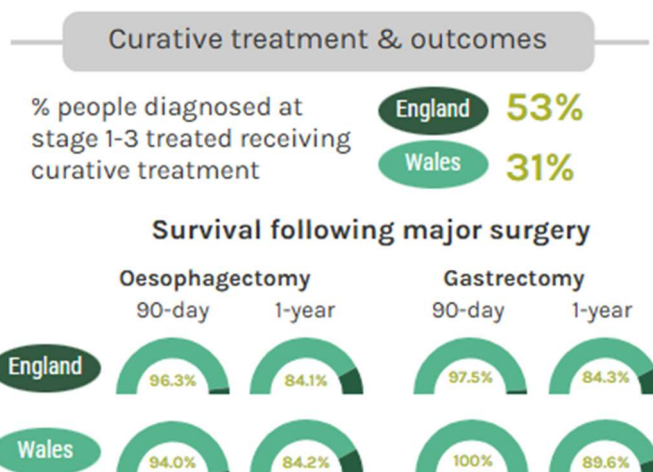 Curative treatment & outcomes
% people diagnosed at
stage 1-3 treated receiving
curative treatment
England 53%
Wales 31%
Survival following major surgery
Oesophagectomy Gastrectomy
90-day 1-year 90-day 1-year
England 96.3% 84.1% 97.5% 84.3%
Wales 94.0% 84.2% 100% 89.6%